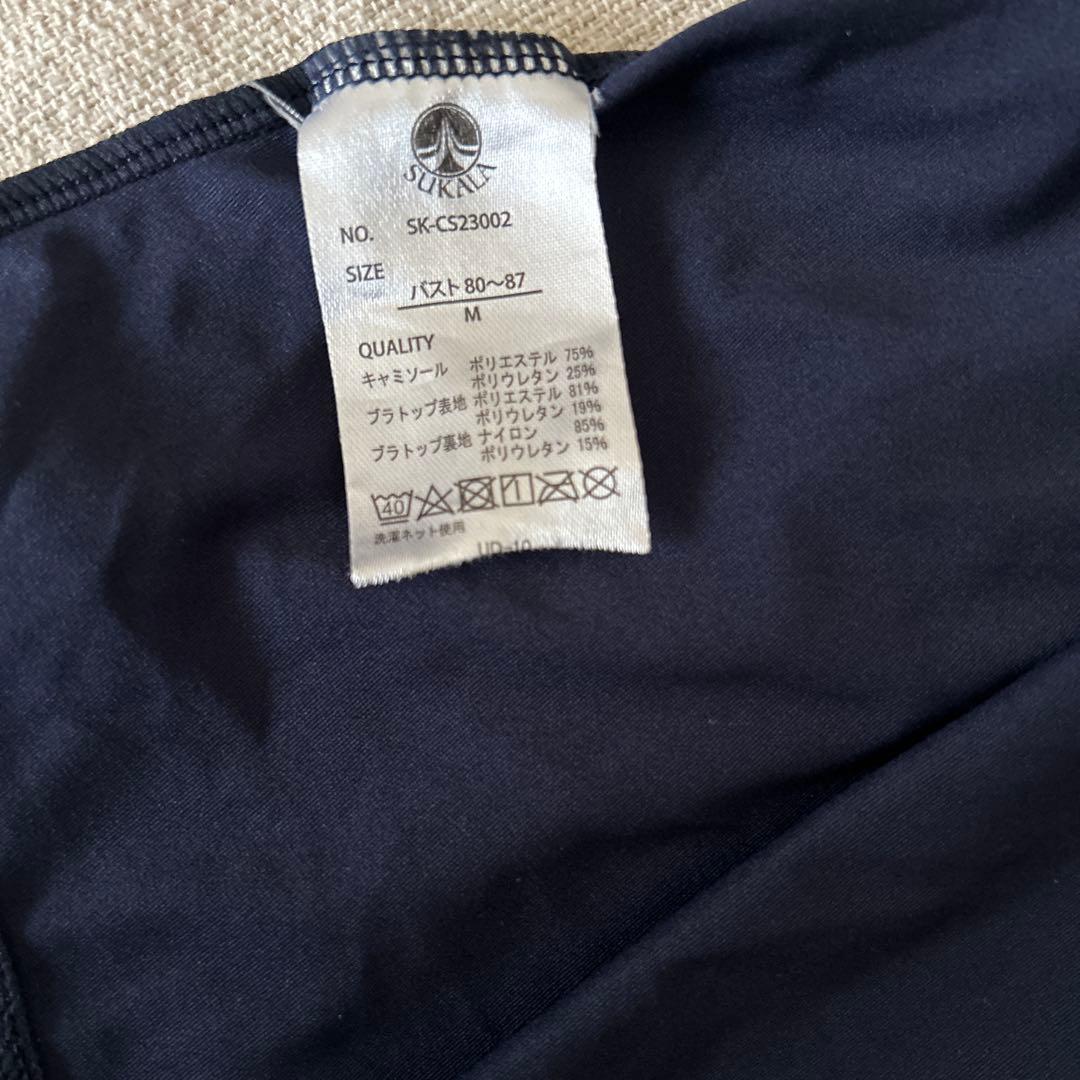 SUKALA
NO. SK-CS23002
SIZE バスト 80〜87
M
QUALITY
キャミソール ポリエステル 75%
ポリウレタン 25%
ブラトップ表地 ポリエステル 81%
ポリウレタン 19%
ブラトップ裏地 ナイロン 85%
ポリウレタン 15%
40
洗濯ネット使用
UD-10